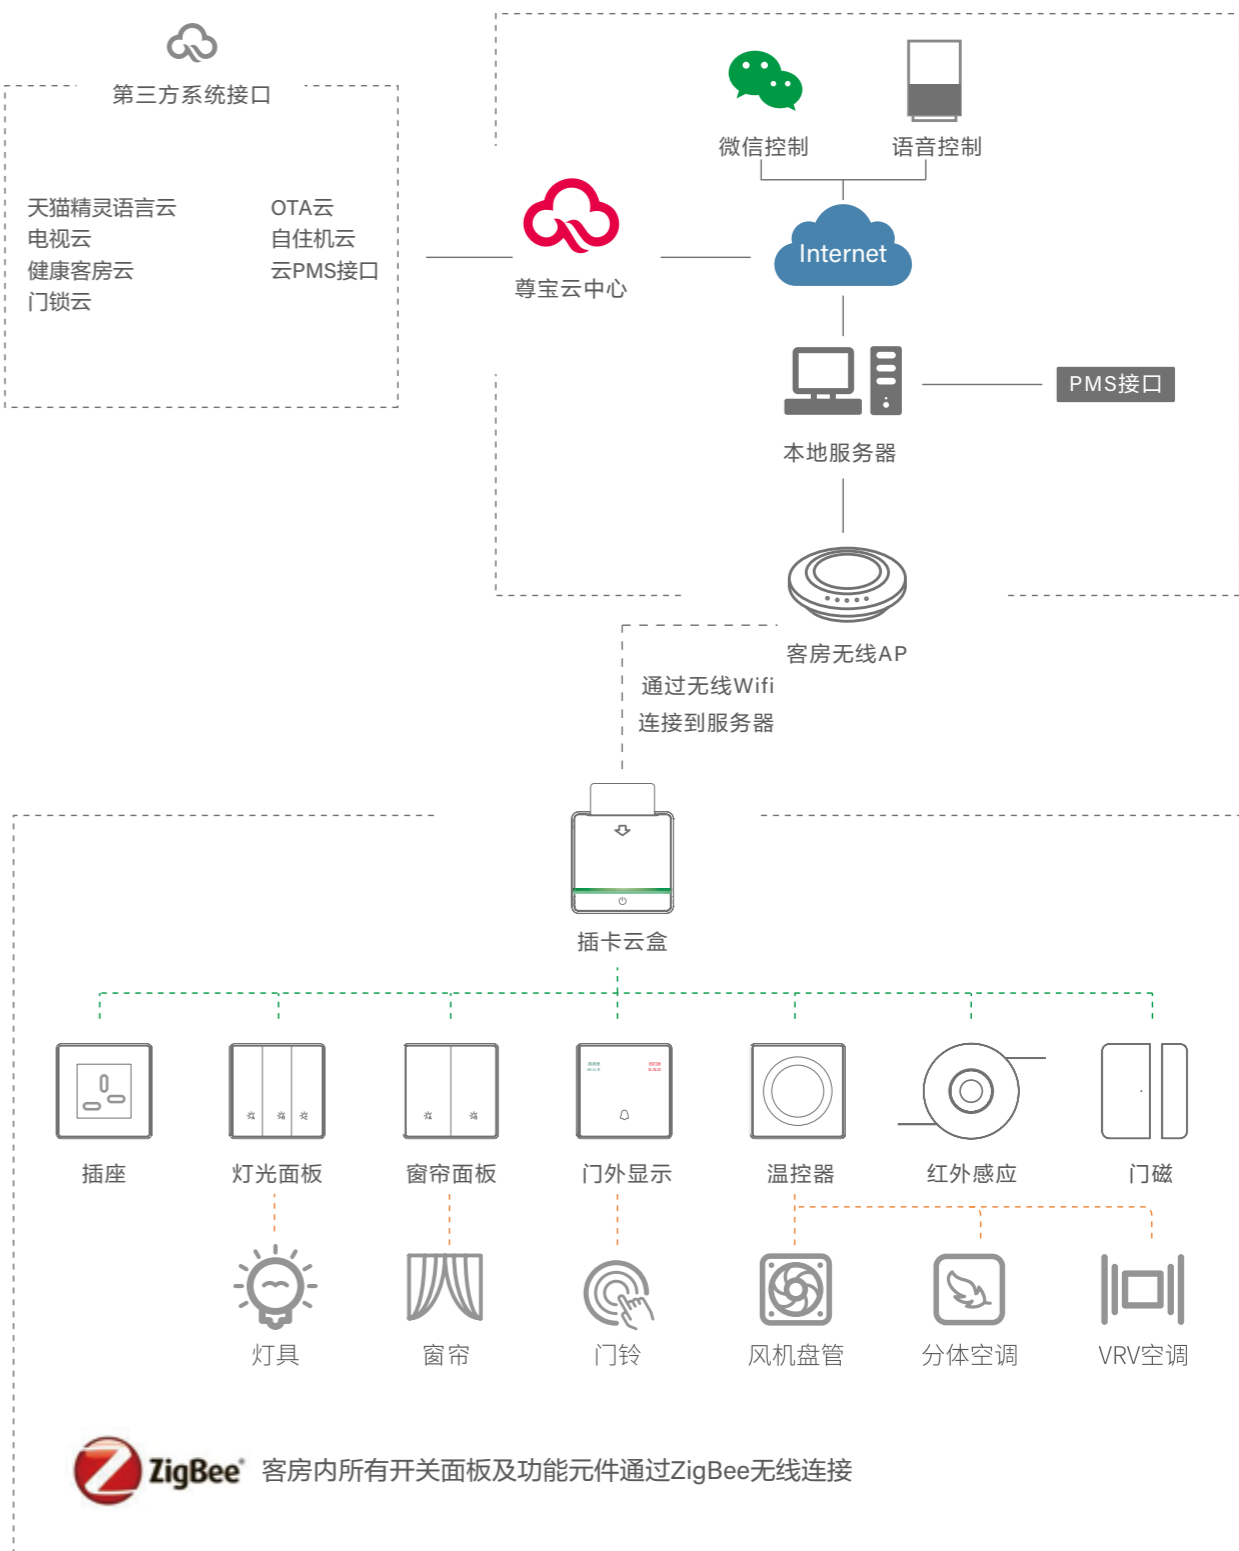 第三方系统接口
天猫精灵语言云
电视云
健康客房云
门锁云
OTA云
自住机云
云PMS接口
尊宝云中心
微信控制
语音控制
Internet
本地服务器
PMS接口
客房无线AP
通过无线Wifi
连接到服务器
插卡云盒
插座
灯光面板
窗帘面板
门外显示
温控器
红外感应
门磁
灯具
窗帘
门铃
风机盘管
分体空调
VRV空调
ZigBee® 客房内所有开关面板及功能元件通过ZigBee无线连接